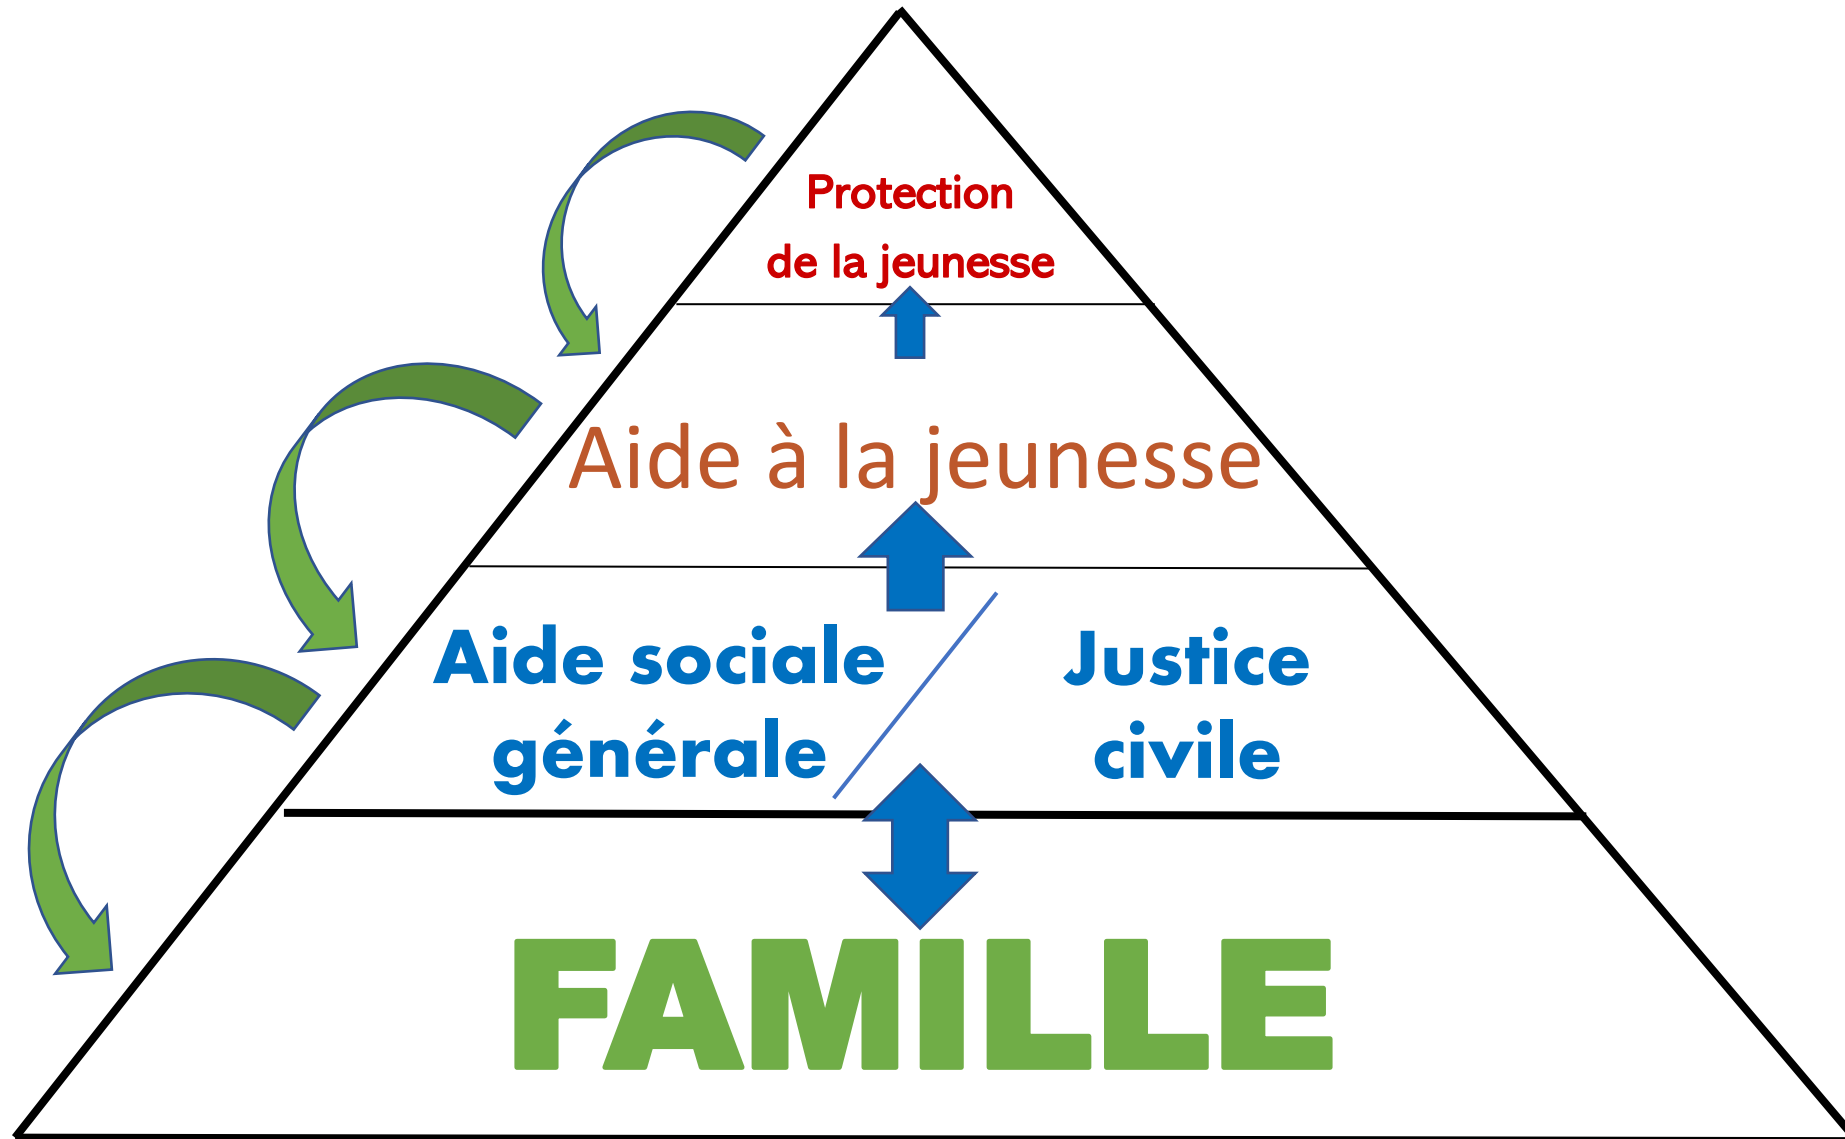 Protection
de la jeunesse
Aide à la jeunesse
Aide sociale
générale
Justice
civile
FAMILLE